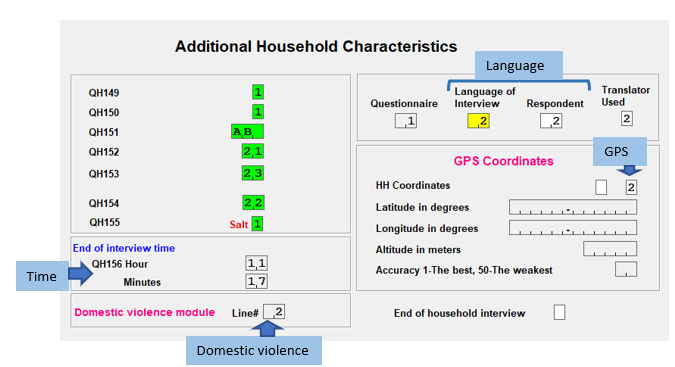 Additional Household Characteristics
Language
QH149 1
QH150 1
QH151 A,B,
QH152 2,1
QH153 2,3
QH154 2,2
QH155 Salt 1
Questionnaire ,1
Language of Interview ,2
Respondent ,2
Translator Used 2
GPS
GPS Coordinates
HH Coordinates 2
Latitude in degrees
Longitude in degrees
Altitude in meters
Accuracy 1-The best, 50-The weakest
End of interview time
Time
QH156 Hour 1,1
Minutes 1,7
Domestic violence module Line# ,2
End of household interview
Domestic violence